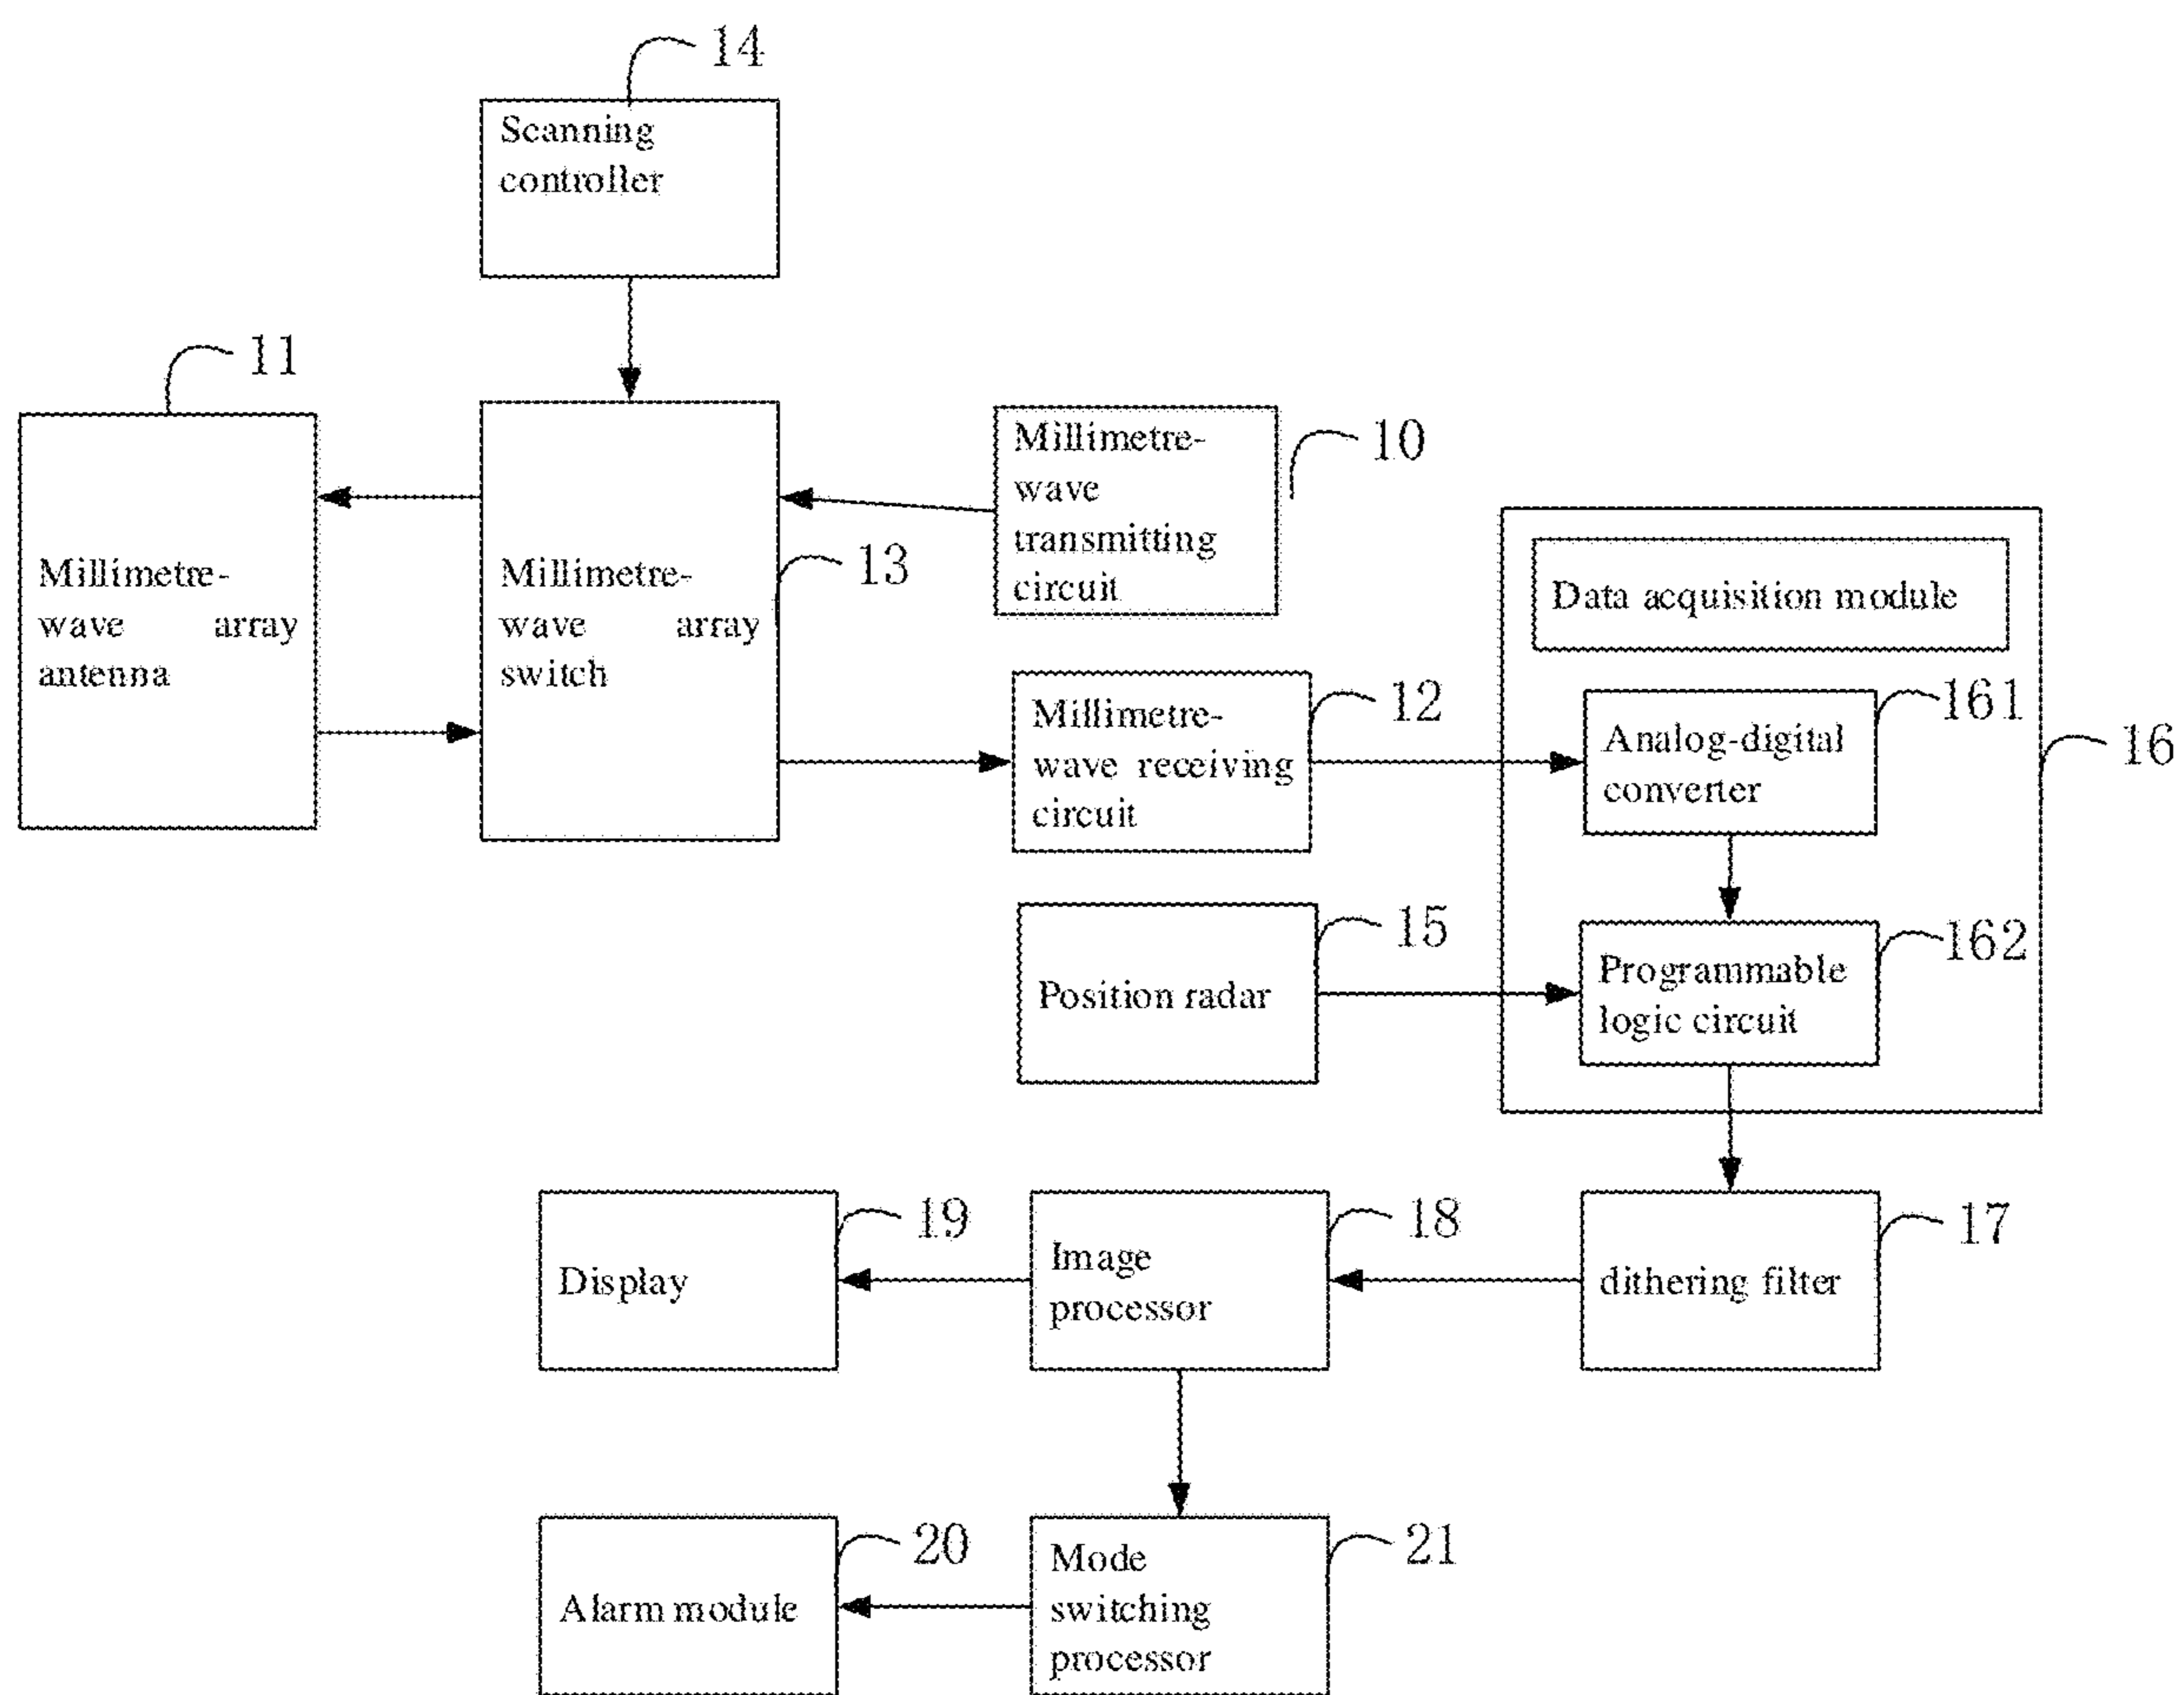 14
Scanning
controller
11
Millimetre-
wave array
antenna
Millimetre-
wave array
switch
13
Millimetre-
wave
transmitting
circuit
10
Data acquisition module
Millimetre-
wave receiving
circuit
12
Analog-digital
converter
161
16
Position radar
15
Programmable
logic circuit
162
Display
19
Image
processor
18
dithering filter
17
Alarm module
20
Mode
switching
processor
21